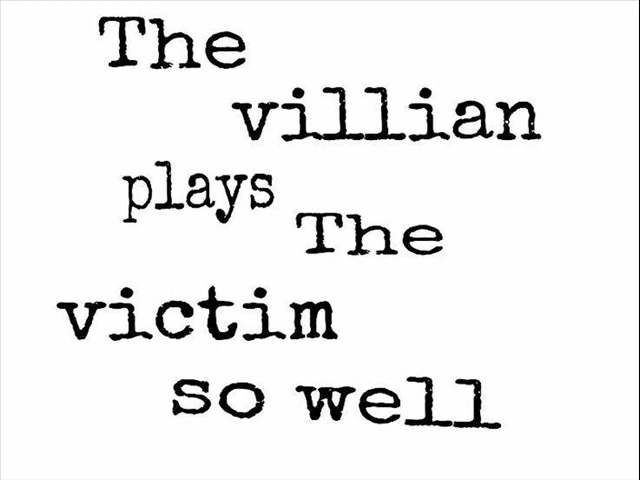 The
villian
plays
The
victim
so well